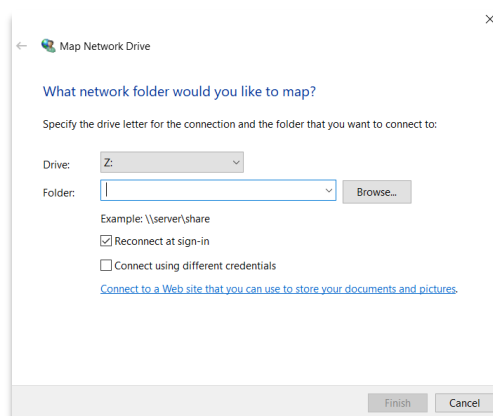 Map Network Drive
What network folder would you like to map?
Specify the drive letter for the connection and the folder that you want to connect to:
Drive: Z:
Folder: Browse...
Example: \\server\share
Reconnect at sign-in
Connect using different credentials
Connect to a Web site that you can use to store your documents and pictures.
Finish Cancel